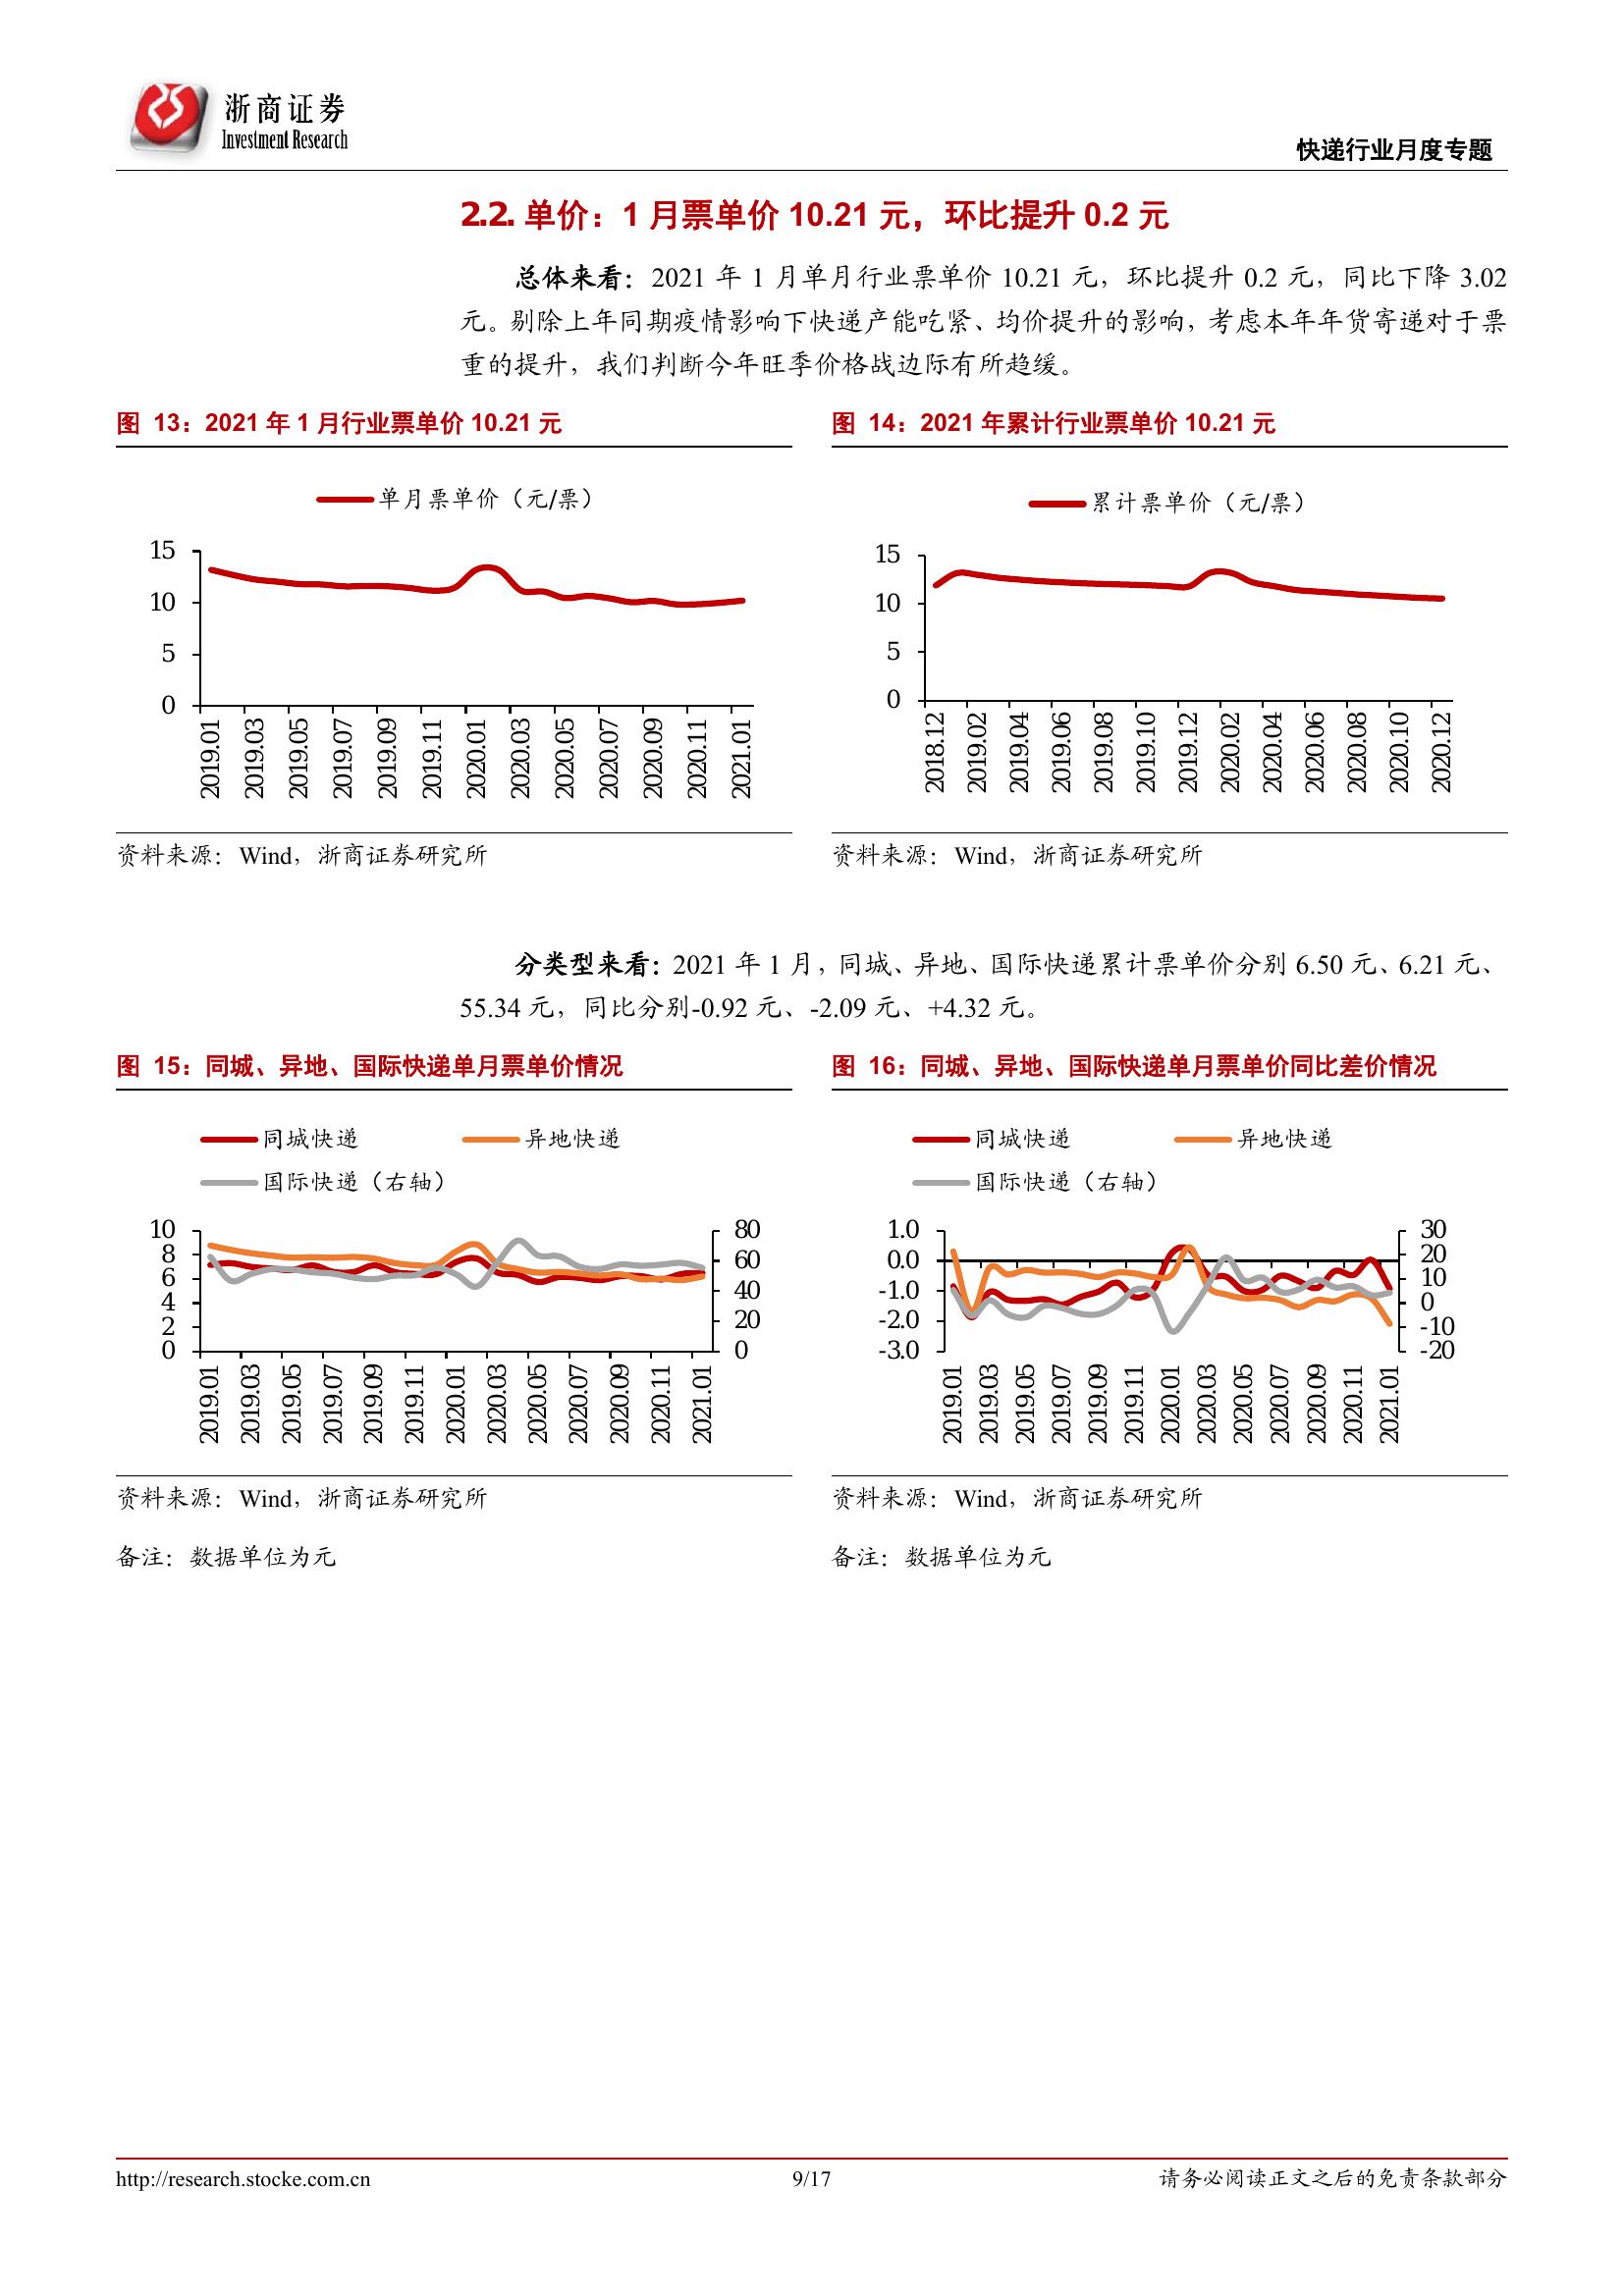 浙商证券
Investment Research
快递行业月度专题
2.2. 单价：1 月票单价 10.21 元，环比提升 0.2 元
总体来看：2021 年 1 月单月行业票单价 10.21 元，环比提升 0.2 元，同比下降 3.02
元。剔除上年同期疫情影响下快递产能吃紧、均价提升的影响，考虑本年年货寄递对于票
重的提升，我们判断今年旺季价格战边际有所趋缓。
图 13：2021 年 1 月行业票单价 10.21 元
单月票单价（元/票）
15
10
5
0
2019.01
2019.03
2019.05
2019.07
2019.09
2019.11
2020.01
2020.03
2020.05
2020.07
2020.09
2020.11
2021.01
资料来源：Wind，浙商证券研究所
图 14：2021 年累计行业票单价 10.21 元
累计票单价（元/票）
15
10
5
0
2018.12
2019.02
2019.04
2019.06
2019.08
2019.10
2019.12
2020.02
2020.04
2020.06
2020.08
2020.10
2020.12
资料来源：Wind，浙商证券研究所
分类型来看：2021 年 1 月，同城、异地、国际快递累计票单价分别 6.50 元、6.21 元、
55.34 元，同比分别-0.92 元、-2.09 元、+4.32 元。
图 15：同城、异地、国际快递单月票单价情况
同城快递
异地快递
国际快递（右轴）
10
8
6
4
2
0
80
60
40
20
0
2019.01
2019.03
2019.05
2019.07
2019.09
2019.11
2020.01
2020.03
2020.05
2020.07
2020.09
2020.11
2021.01
资料来源：Wind，浙商证券研究所
备注：数据单位为元
图 16：同城、异地、国际快递单月票单价同比差价情况
同城快递
异地快递
国际快递（右轴）
1.0
0.0
-1.0
-2.0
-3.0
30
20
10
0
-10
-20
2019.01
2019.03
2019.05
2019.07
2019.09
2019.11
2020.01
2020.03
2020.05
2020.07
2020.09
2020.11
2021.01
资料来源：Wind，浙商证券研究所
备注：数据单位为元
http://research.stocke.com.cn
9/17
请务必阅读正文之后的免责条款部分